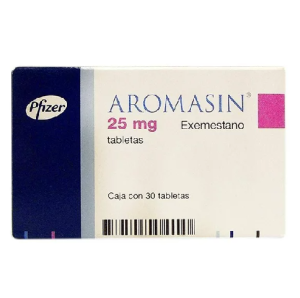 Pfizer
AROMASIN®
25 mg Exemestano
tabletas
Caja con 30 tabletas